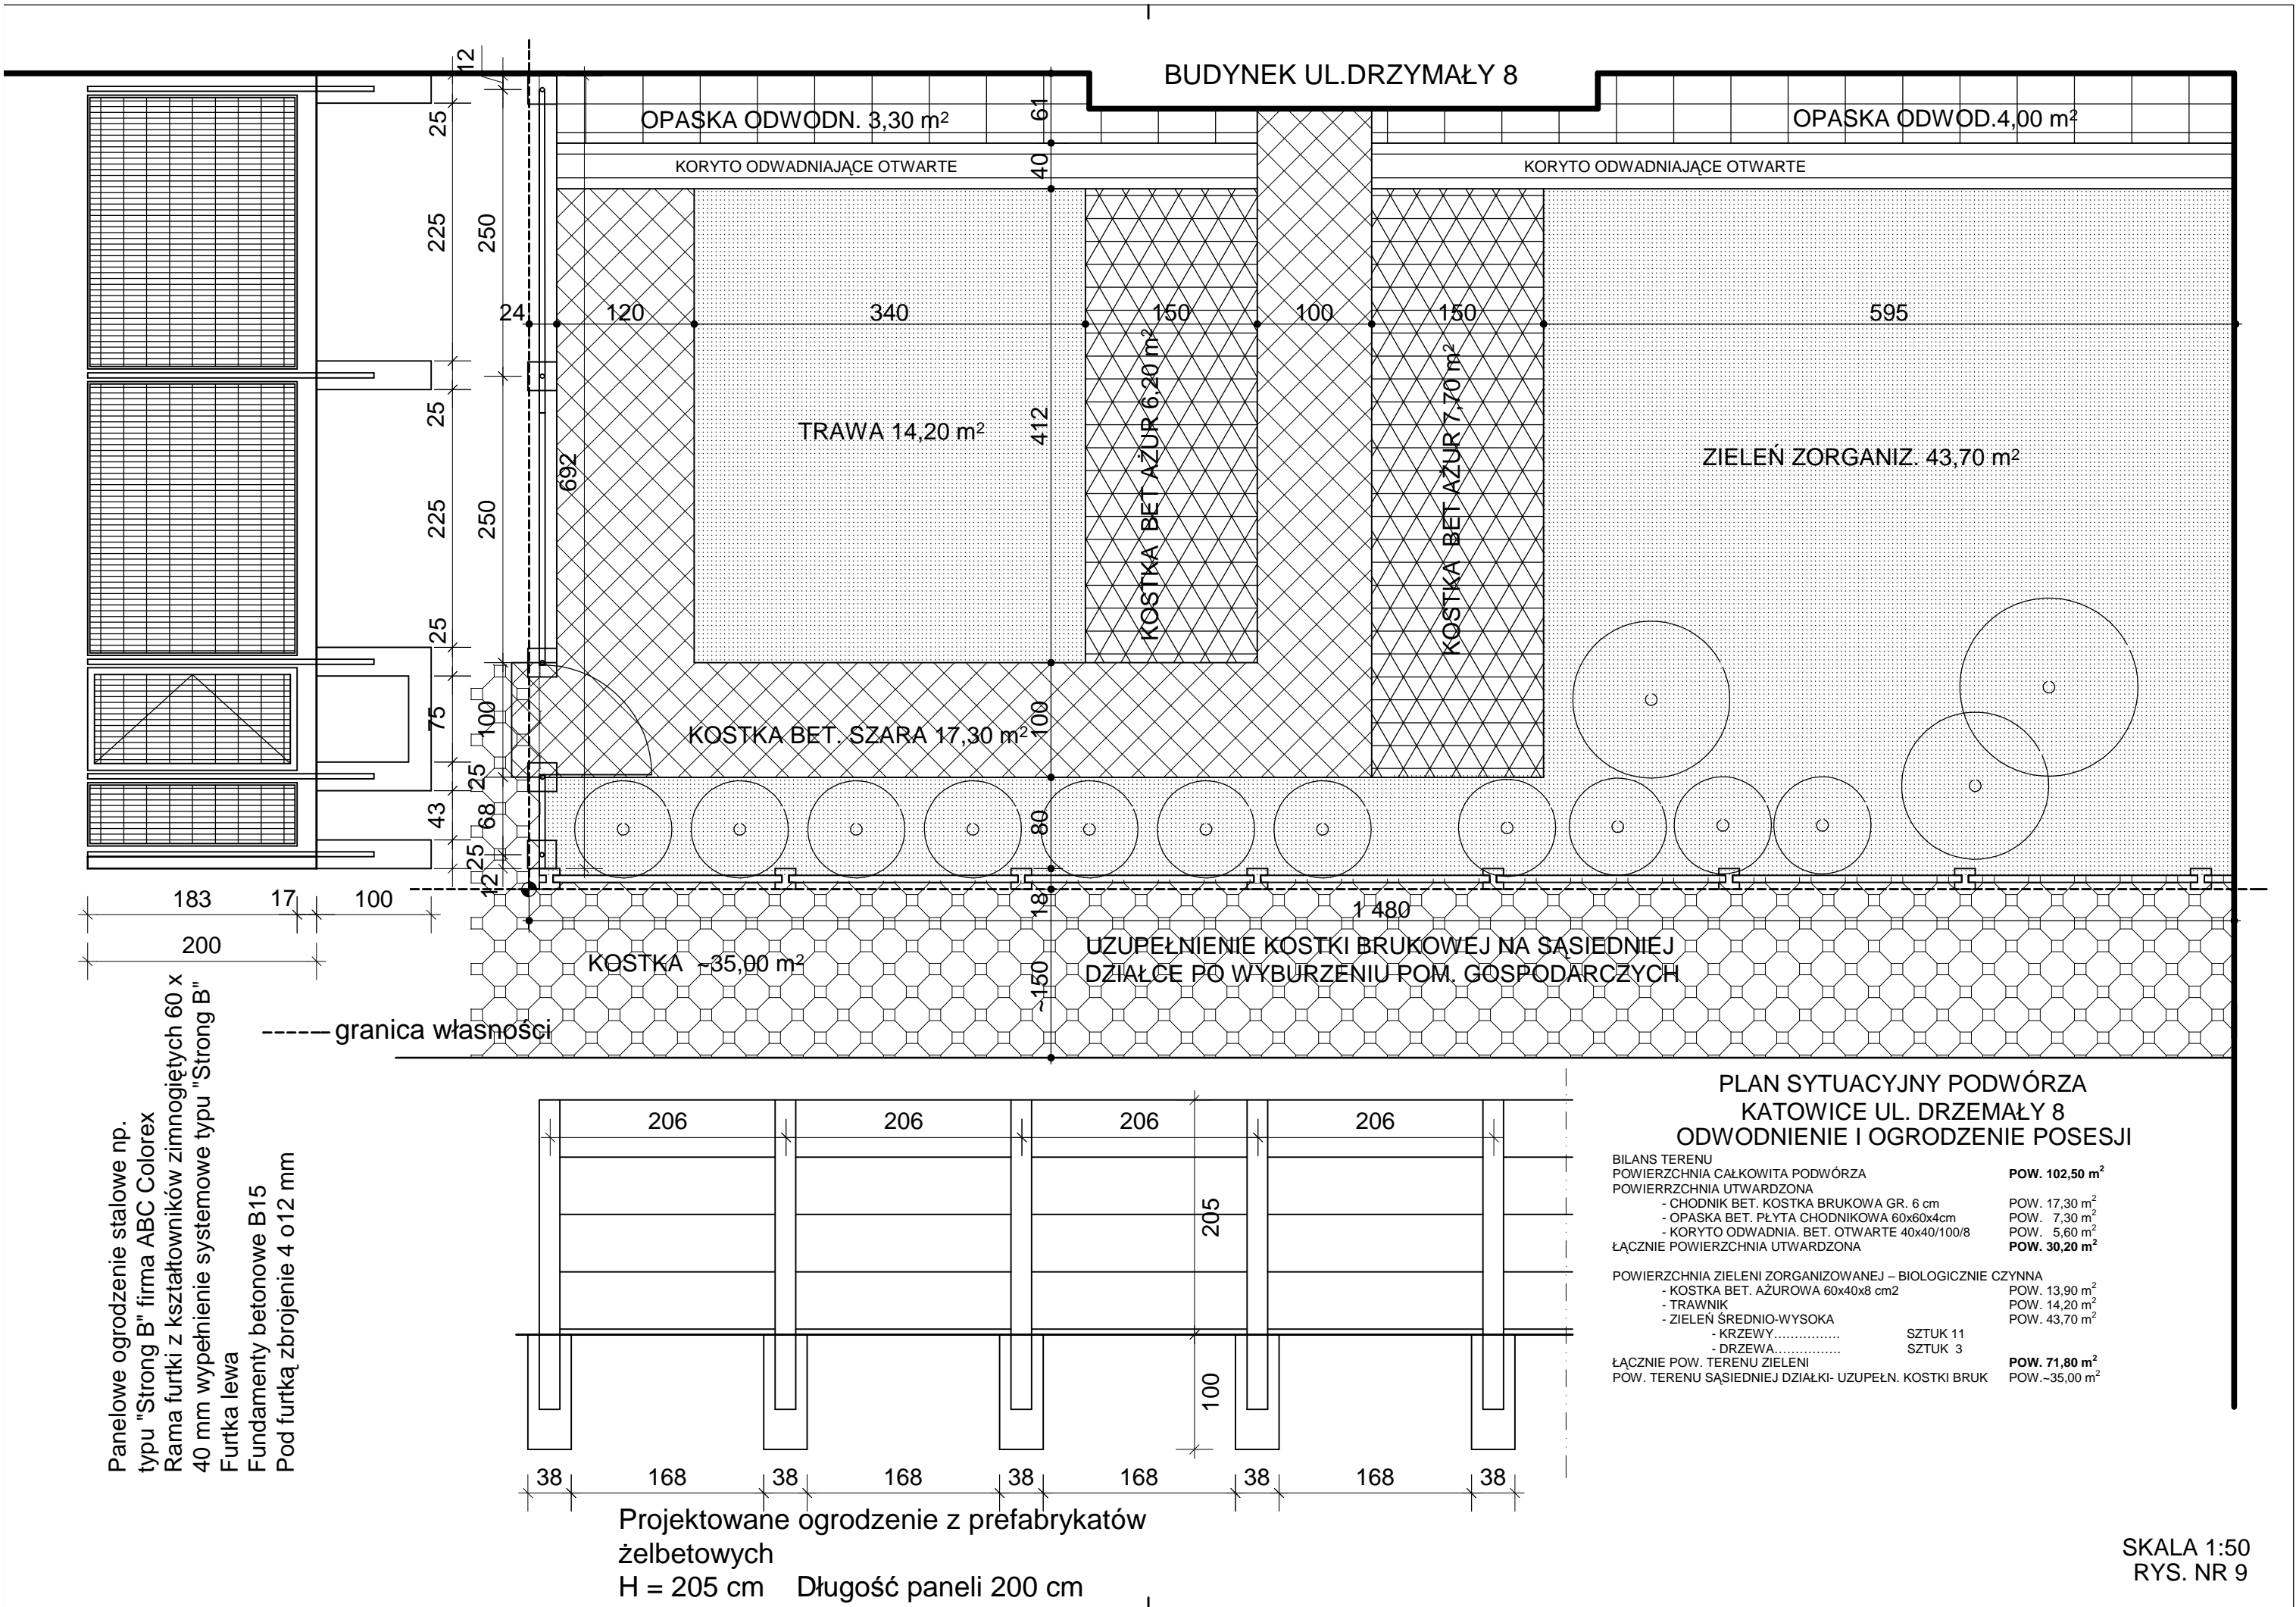 BUDYNEK UL.DRZYMAŁY 8
OPASKA ODWODN. 3,30 m²
OPASKA ODWOD.4,00 m²
KORYTO ODWADNIAJĄCE OTWARTE
KORYTO ODWADNIAJĄCE OTWARTE
12
25
225
25
225
25
75
43
250
250
100
25
68
25
12
61
40
412
100
80
18
~150
692
24
120
340
150
100
150
595
TRAWA 14,20 m²
KOSTKA BET AŻUR 6,20 m²
KOSTKA BET AŻUR 7,70 m²
ZIELEŃ ZORGANIZ. 43,70 m²
KOSTKA BET. SZARA 17,30 m²
183
17
100
200
1 480
KOSTKA ~35,00 m²
UZUPEŁNIENIE KOSTKI BRUKOWEJ NA SĄSIEDNIEJ
DZIAŁCE PO WYBURZENIU POM. GOSPODARCZYCH
granica własności
Panelowe ogrodzenie stalowe np.
typu "Strong B" firma ABC Colorex
Rama furtki z kształtowników zimnogiętych 60 x
40 mm wypełnienie systemowe typu "Strong B"
Furtka lewa
Fundamenty betonowe B15
Pod furtką zbrojenie 4 o12 mm
206
206
206
206
205
100
38
168
38
168
38
168
38
168
38
Projektowane ogrodzenie z prefabrykatów
żelbetowych
H = 205 cm Długość paneli 200 cm
PLAN SYTUACYJNY PODWÓRZA
KATOWICE UL. DRZEMAŁY 8
ODWODNIENIE I OGRODZENIE POSESJI
BILANS TERENU
POWIERZCHNIA CAŁKOWITA PODWÓRZA POW. 102,50 m²
POWIERRZCHNIA UTWARDZONA
- CHODNIK BET. KOSTKA BRUKOWA GR. 6 cm POW. 17,30 m²
- OPASKA BET. PŁYTA CHODNIKOWA 60x60x4cm POW. 7,30 m²
- KORYTO ODWADNIA. BET. OTWARTE 40x40/100/8 POW. 5,60 m²
ŁĄCZNIE POWIERZCHNIA UTWARDZONA POW. 30,20 m²
POWIERZCHNIA ZIELENI ZORGANIZOWANEJ – BIOLOGICZNIE CZYNNA
- KOSTKA BET. AŻUROWA 60x40x8 cm2 POW. 13,90 m²
- TRAWNIK POW. 14,20 m²
- ZIELEŃ ŚREDNIO-WYSOKA POW. 43,70 m²
- KRZEWY................ SZTUK 11
- DRZEWA................ SZTUK 3
ŁĄCZNIE POW. TERENU ZIELENI POW. 71,80 m²
POW. TERENU SĄSIEDNIEJ DZIAŁKI- UZUPEŁN. KOSTKI BRUK POW.~35,00 m²
SKALA 1:50
RYS. NR 9